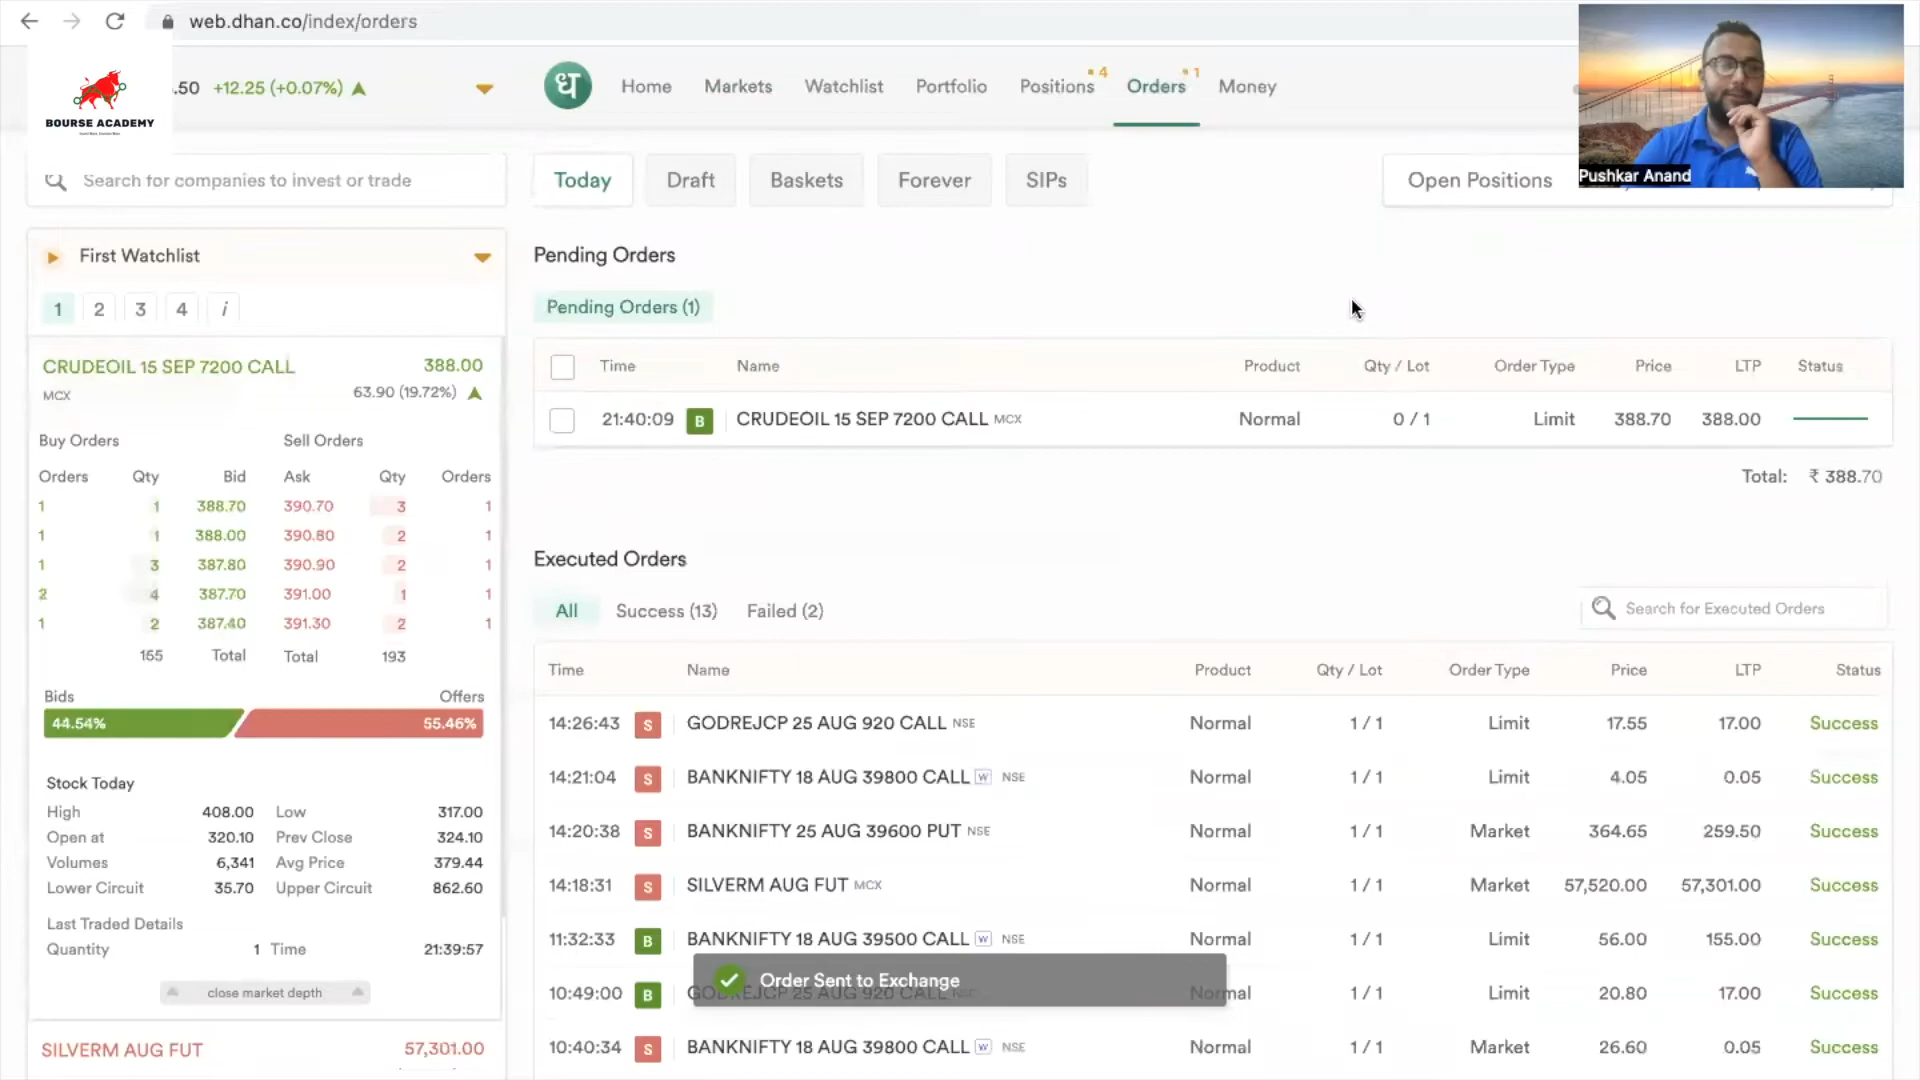 web.dhan.co/index/orders
BOURSE ACADEMY
.50 +12.25 (+0.07%)
ध
Home Markets Watchlist Portfolio Positions 4 Orders 1 Money
Pushkar Anand
Search for companies to invest or trade
Today Draft Baskets Forever SIPs Open Positions
First Watchlist
1 2 3 4 i
CRUDEOIL 15 SEP 7200 CALL 388.00
MCX 63.90 (19.72%)
Buy Orders Sell Orders
Orders Qty Bid Ask Qty Orders
1 1 388.70 390.70 3 1
1 1 388.00 390.80 2 1
1 3 387.80 390.90 2 1
2 4 387.70 391.00 1 1
1 2 387.40 391.30 2 1
165 Total Total 193
Bids Offers
44.54% 55.46%
Stock Today
High 408.00 Low 317.00
Open at 320.10 Prev Close 324.10
Volumes 6,341 Avg Price 379.44
Lower Circuit 35.70 Upper Circuit 862.60
Last Traded Details
Quantity 1 Time 21:39:57
close market depth
SILVERM AUG FUT 57,301.00
Pending Orders
Pending Orders (1)
Time Name Product Qty / Lot Order Type Price LTP Status
21:40:09 B CRUDEOIL 15 SEP 7200 CALL MCX Normal 0 / 1 Limit 388.70 388.00
Total: ₹ 388.70
Executed Orders
All Success (13) Failed (2)
Search for Executed Orders
Time Name Product Qty / Lot Order Type Price LTP Status
14:26:43 S GODREJCP 25 AUG 920 CALL NSE Normal 1 / 1 Limit 17.55 17.00 Success
14:21:04 S BANKNIFTY 18 AUG 39800 CALL W NSE Normal 1 / 1 Limit 4.05 0.05 Success
14:20:38 S BANKNIFTY 25 AUG 39600 PUT NSE Normal 1 / 1 Market 364.65 259.50 Success
14:18:31 S SILVERM AUG FUT MCX Normal 1 / 1 Market 57,520.00 57,301.00 Success
11:32:33 B BANKNIFTY 18 AUG 39500 CALL W NSE Normal 1 / 1 Limit 56.00 155.00 Success
Order Sent to Exchange
10:49:00 B GODREJCP 25 AUG 920 CALL NSE Normal 1 / 1 Limit 20.80 17.00 Success
10:40:34 S BANKNIFTY 18 AUG 39800 CALL W NSE Normal 1 / 1 Market 26.60 0.05 Success